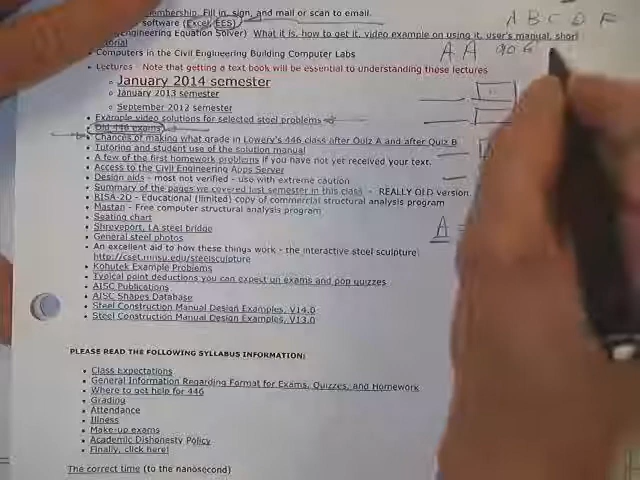 membership. Fill in, sign, and mail or scan to email.
software (Excel, EES)
A B C D F
Engineering Equation Solver) What it is, how to get it, video example on using it, user's manual, short
tutorial
A A 90 6
Computers in the Civil Engineering Building Computer Labs
Lectures - Note that getting a text book will be essential to understanding these lectures
January 2014 semester
January 2013 semester
September 2012 semester
Example video solutions for selected steel problems
Old 446 exams
Chances of making what grade in Lowery's 446 class after Quiz A and after Quiz B
Tutoring and student use of the solution manual
A few of the first homework problems if you have not yet received your text.
Access to the Civil Engineering Apps Server
Design aids - most not verified - use with extreme caution
Summary of the pages we covered last semester in this class - REALLY OLD version.
RISA-2D - Educational (limited) copy of commercial structural analysis program
Mastan - Free computer structural analysis program
Seating chart
A =
Shreveport, LA steel bridge
General steel photos
An excellent aid to how these things work - the interactive steel sculpture:
http://cset.mnsu.edu/steelsculpture
Kohutek Example Problems
Typical point deductions you can expect on exams and pop quizzes
AISC Publications
AISC Shapes Database
Steel Construction Manual Design Examples, V14.0
Steel Construction Manual Design Examples, V13.0
PLEASE READ THE FOLLOWING SYLLABUS INFORMATION:
Class Expectations
General Information Regarding Format for Exams, Quizzes, and Homework
Where to get help for 446
Grading
Attendance
Illness
Make-up exams
Academic Dishonesty Policy
Finally, click here!
The correct time (to the nanosecond)